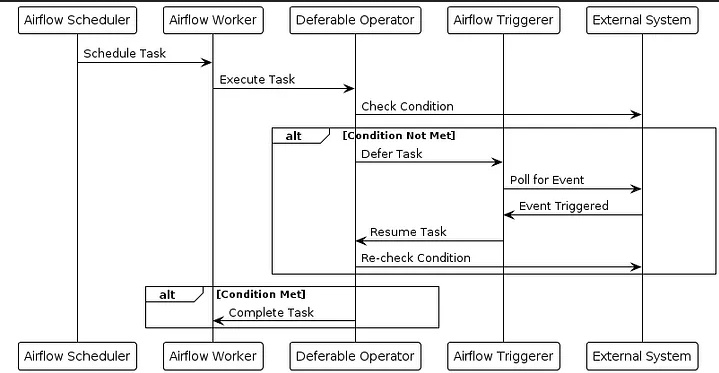 Airflow Scheduler
Airflow Worker
Deferable Operator
Airflow Triggerer
External System
Schedule Task
Execute Task
Check Condition
alt
[Condition Not Met]
Defer Task
Poll for Event
Event Triggered
Resume Task
Re-check Condition
alt
[Condition Met]
Complete Task
Airflow Scheduler
Airflow Worker
Deferable Operator
Airflow Triggerer
External System